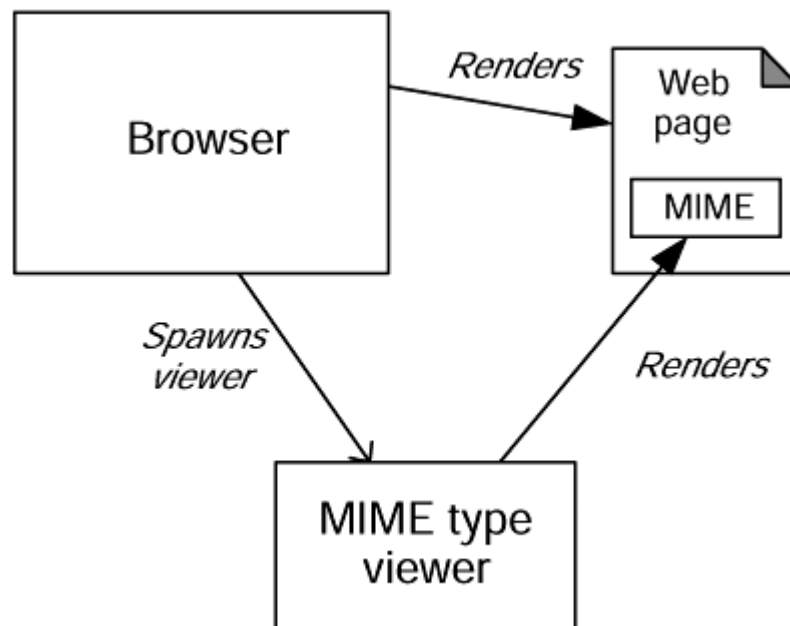 Renders
Web
page
Browser
MIME
Spawns
viewer
Renders
MIME type
viewer